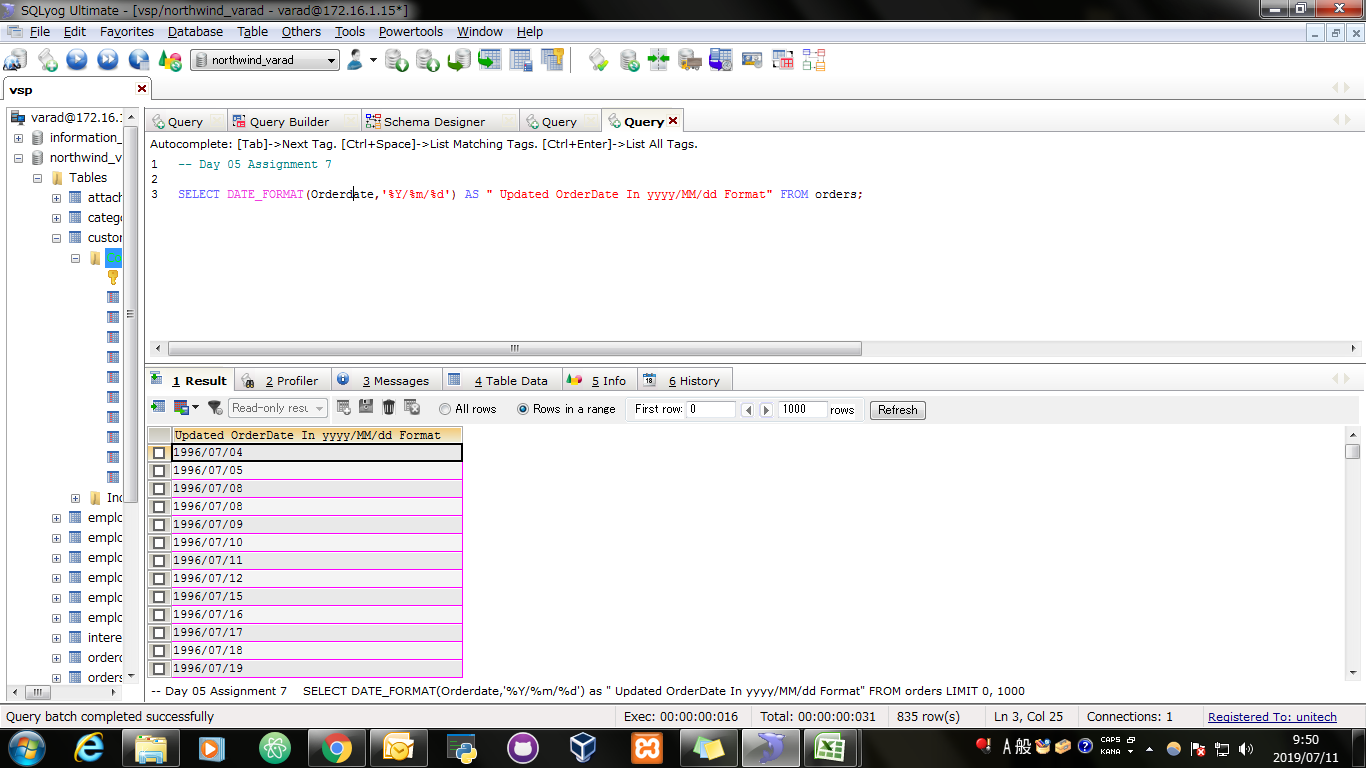 SQLyog Ultimate - [vsp/northwind_varad - varad@172.16.1.15*]
File Edit Favorites Database Table Others Tools Powertools Window Help
northwind_varad
vsp
varad@172.16.1
information_
northwind_v
Tables
attach
catego
custor
Co
Ind
emplo
emplo
emplo
emplo
emplo
emplo
intere
orderd
orders
Query Query Builder Schema Designer Query Query
Autocomplete: [Tab]->Next Tag. [Ctrl+Space]->List Matching Tags. [Ctrl+Enter]->List All Tags.
1 -- Day 05 Assignment 7
2
3 SELECT DATE_FORMAT(Orderdate,'%Y/%m/%d') AS " Updated OrderDate In yyyy/MM/dd Format" FROM orders;
1 Result 2 Profiler 3 Messages 4 Table Data 5 Info 6 History
Read-only resu All rows Rows in a range First row: 0 1000 rows Refresh
Updated OrderDate In yyyy/MM/dd Format
1996/07/04
1996/07/05
1996/07/08
1996/07/08
1996/07/09
1996/07/10
1996/07/11
1996/07/12
1996/07/15
1996/07/16
1996/07/17
1996/07/18
1996/07/19
-- Day 05 Assignment 7 SELECT DATE_FORMAT(Orderdate,'%Y/%m/%d') as " Updated OrderDate In yyyy/MM/dd Format" FROM orders LIMIT 0, 1000
Query batch completed successfully Exec: 00:00:00:016 Total: 00:00:00:031 835 row(s) Ln 3, Col 25 Connections: 1 Registered To: unitech
A 般 CAPS KANA 9:50
2019/07/11